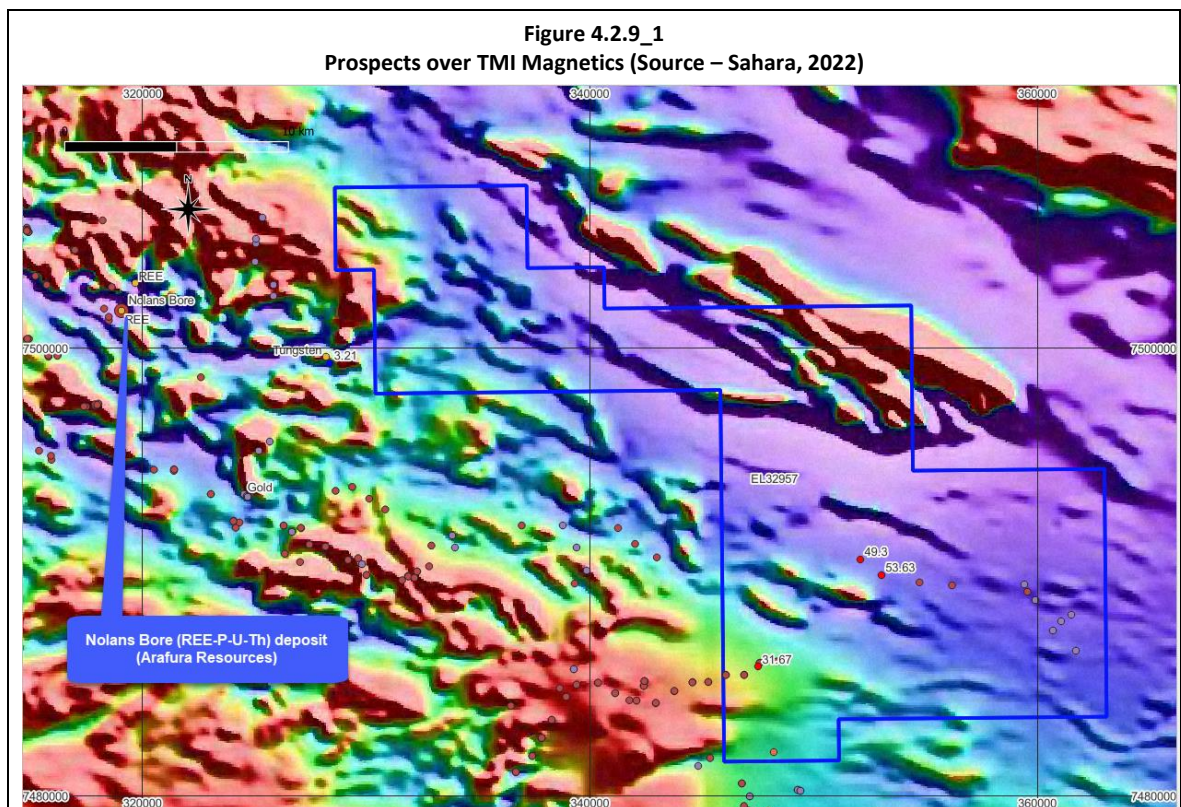 Figure 4.2.9_1
Prospects over TMI Magnetics (Source – Sahara, 2022)
320000 340000 360000
10 km
N
REE
Nolans Bore
REE
7500000 7500000
Tungsten 3.21
EL32957
Gold
49.3
53.63
31.67
Nolans Bore (REE-P-U-Th) deposit
(Arafura Resources)
7480000 7480000
320000 340000 360000